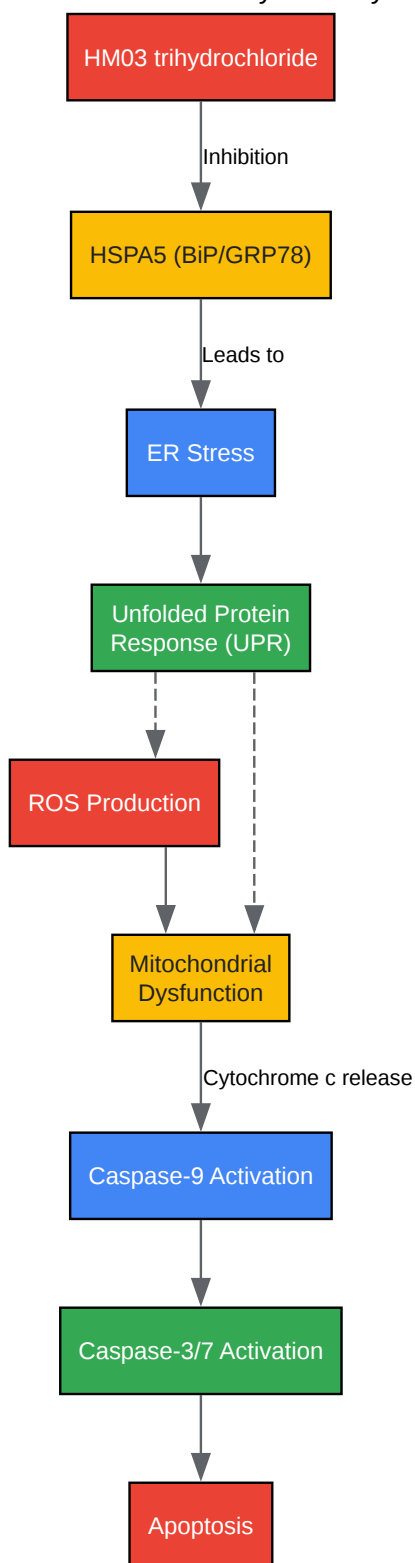 HM03 trihydrochloride
Inhibition
HSPA5 (BiP/GRP78)
Leads to
ER Stress
Unfolded Protein
Response (UPR)
ROS Production
Mitochondrial
Dysfunction
Cytochrome c release
Caspase-9 Activation
Caspase-3/7 Activation
Apoptosis